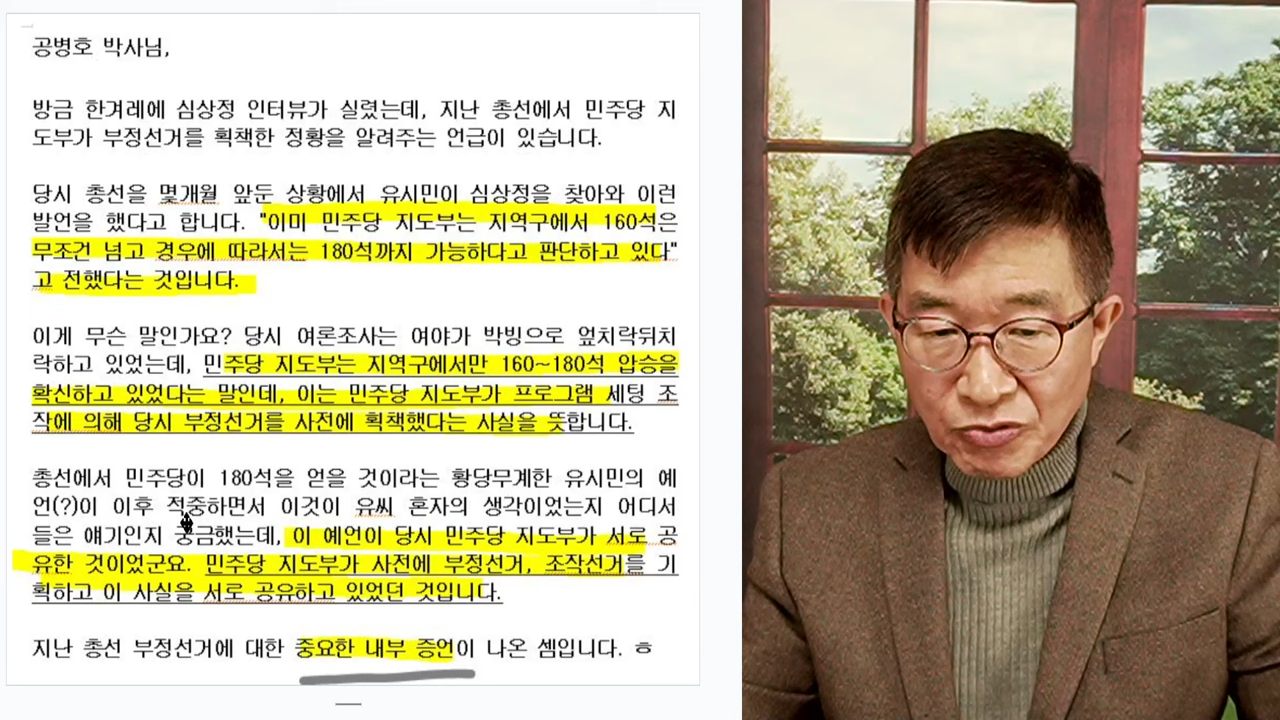 공병호 박사님,
방금 한겨레에 심상정 인터뷰가 실렸는데, 지난 총선에서 민주당 지
도부가 부정선거를 획책한 정황을 알려주는 언급이 있습니다.
당시 총선을 몇개월 앞둔 상황에서 유시민이 심상정을 찾아와 이런
발언을 했다고 합니다. "이미 민주당 지도부는 지역구에서 160석은
무조건 넘고 경우에 따라서는 180석까지 가능하다고 판단하고 있다"
고 전했다는 것입니다.
이게 무슨 말인가요? 당시 여론조사는 여야가 박빙으로 엎치락뒤치
락하고 있었는데, 민주당 지도부는 지역구에서만 160~180석 압승을
확신하고 있었다는 말인데, 이는 민주당 지도부가 프로그램 세팅 조
작에 의해 당시 부정선거를 사전에 획책했다는 사실을 뜻합니다.
총선에서 민주당이 180석을 얻을 것이라는 황당무계한 유시민의 예
언(?)이 이후 적중하면서 이것이 유씨 혼자의 생각이었는지 어디서
들은 얘기인지 궁금했는데, 이 예언이 당시 민주당 지도부가 서로 공
유한 것이었군요. 민주당 지도부가 사전에 부정선거, 조작선거를 기
획하고 이 사실을 서로 공유하고 있었던 것입니다.
지난 총선 부정선거에 대한 중요한 내부 증언이 나온 셈입니다. ㅎ